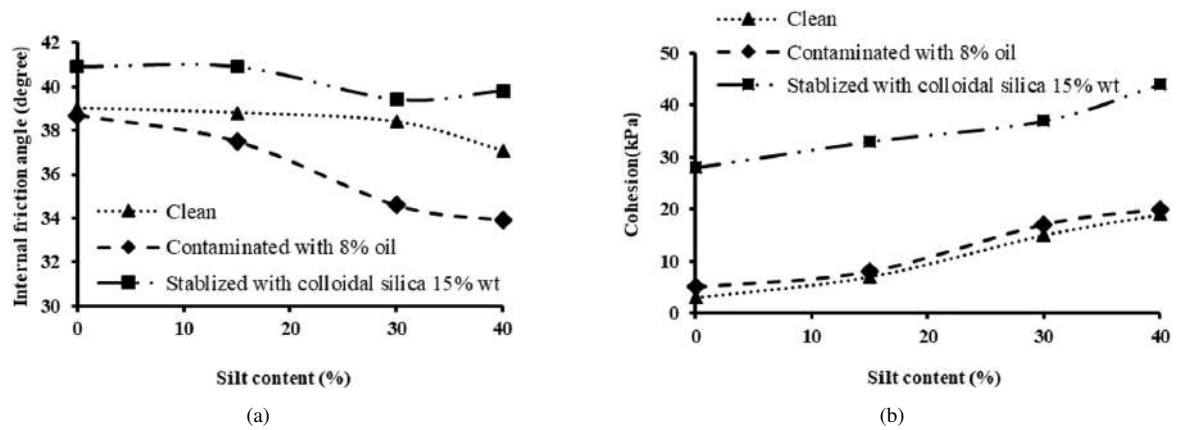 42
40
38
36
34
32
30
Internal friction angle (degree)
Clean
Contaminated with 8% oil
Stablized with colloidal silica 15% wt
0
10
20
30
40
Silt content (%)
(a)
Clean
Contaminated with 8% oil
Stablized with colloidal silica 15% wt
50
40
30
20
10
0
Cohesion(kPa)
0
10
20
30
40
Silt content (%)
(b)